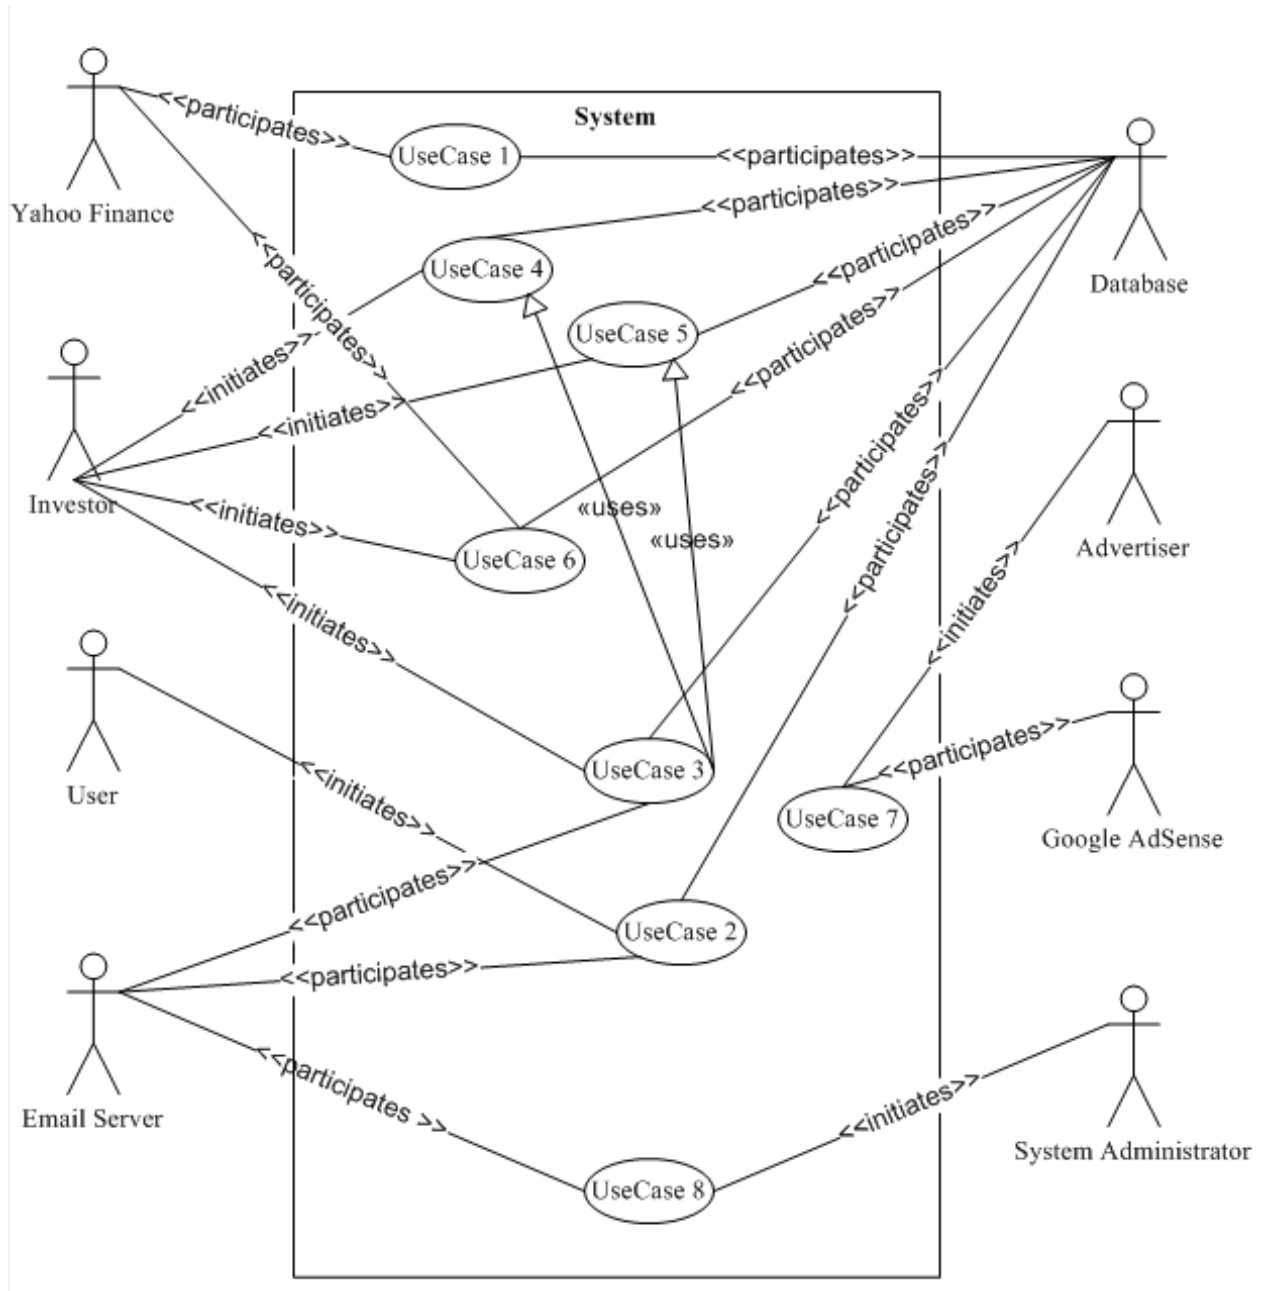 System
<<participates>>
UseCase 1
<<participates>>
Yahoo Finance
<<participates>>
<<participates>>
UseCase 4
<<participates>>
Database
UseCase 5
<<participates>>
<<initiates>>
<<initiates>>
<<participates>>
Investor
<<initiates>>
«uses»
«uses»
<<participates>>
Advertiser
UseCase 6
<<initiates>>
<<initiates>>
User
<<initiates>>
UseCase 3
<<participates>>
UseCase 7
Google AdSense
<<participates>>
UseCase 2
<<participates>>
Email Server
<<participates >>
<<initiates>>
System Administrator
UseCase 8